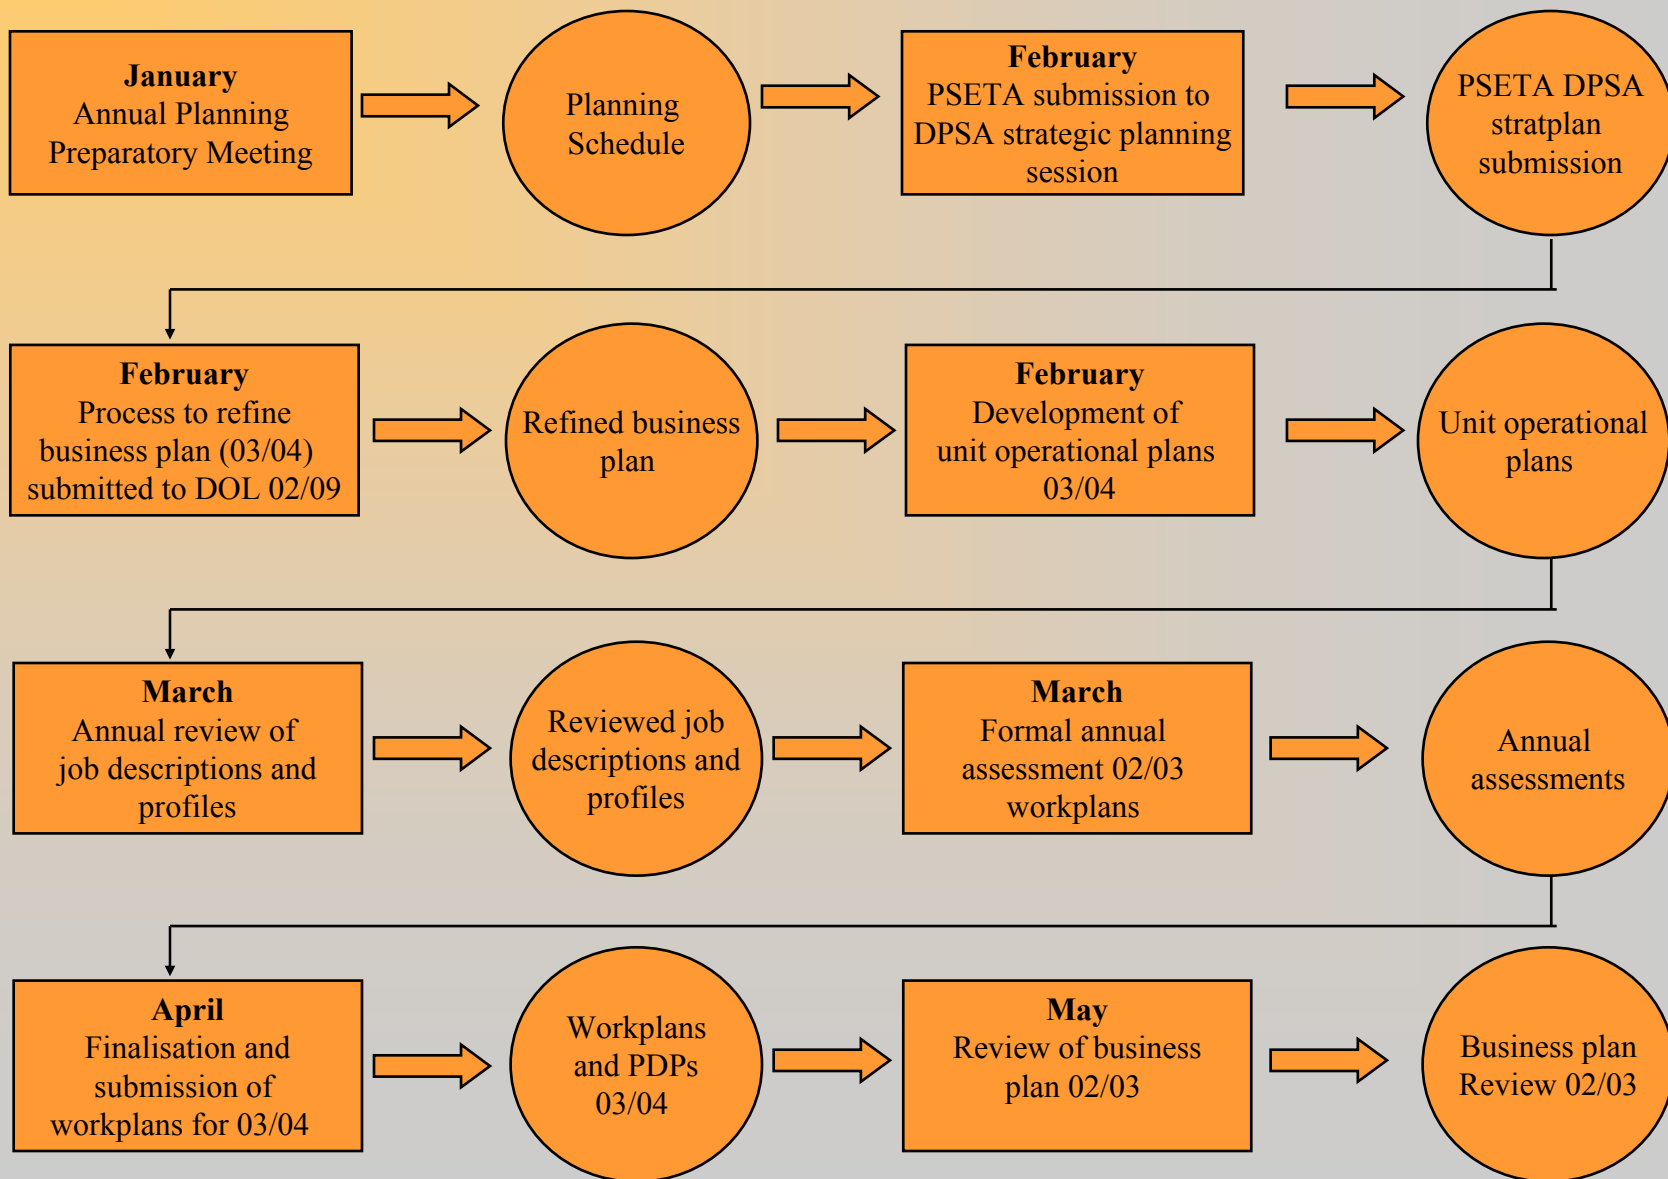 January
Annual Planning
Preparatory Meeting
Planning
Schedule
February
PSETA submission to
DPSA strategic planning
session
PSETA DPSA
stratplan
submission
February
Process to refine
business plan (03/04)
submitted to DOL 02/09
Refined business
plan
February
Development of
unit operational plans
03/04
Unit operational
plans
March
Annual review of
job descriptions and
profiles
Reviewed job
descriptions and
profiles
March
Formal annual
assessment 02/03
workplans
Annual
assessments
April
Finalisation and
submission of
workplans for 03/04
Workplans
and PDPs
03/04
May
Review of business
plan 02/03
Business plan
Review 02/03